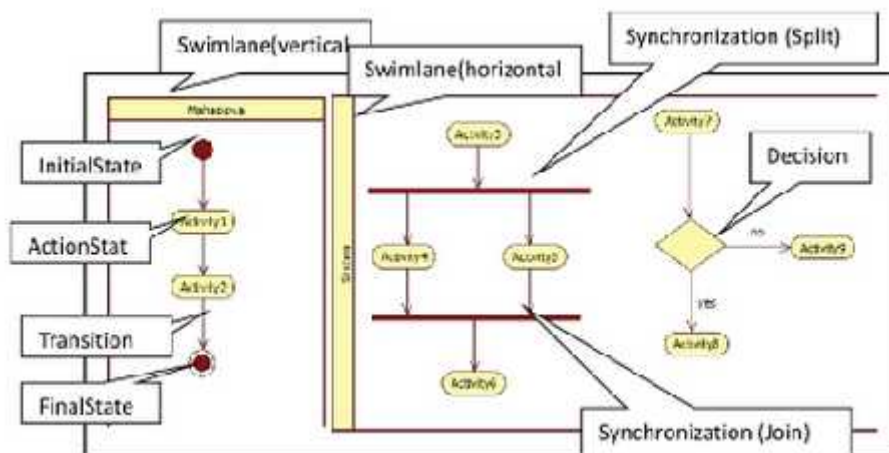 Swimlane(vertical
Swimlane(horizontal
Synchronization (Split)
InitialState
ActionStat
Transition
FinalState
Activity1
Activity2
Activity4
Activity6
Activity7
Decision
no
Activity9
yes
Activity8
Synchronization (Join)